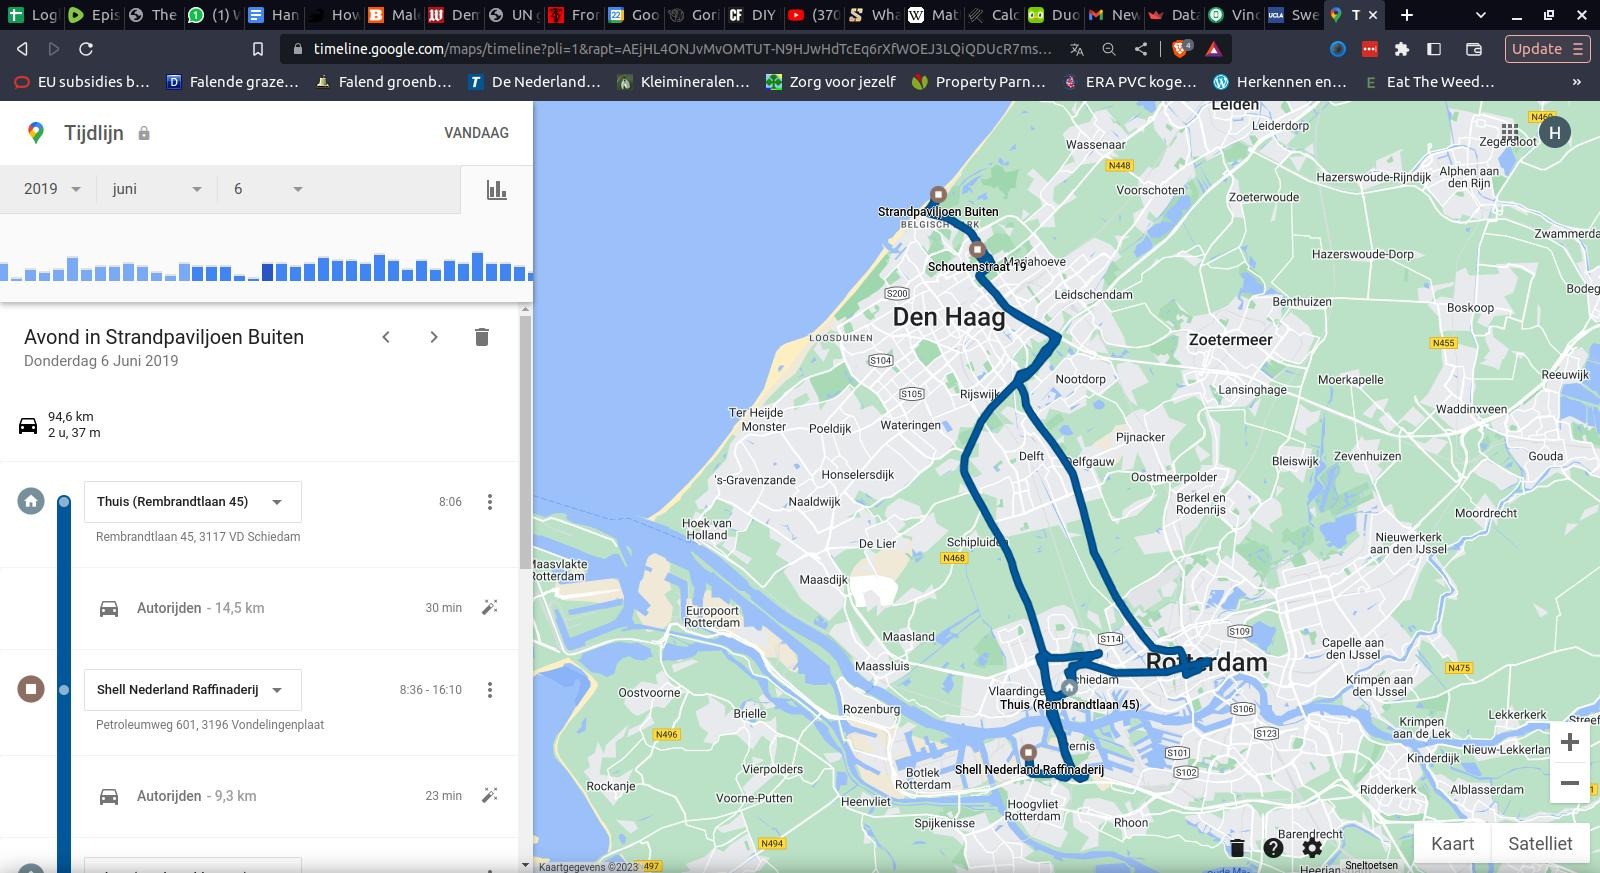 Logi
Epis
The
(1) W
Han
How
Mal
Den
UN g
Fror
Goo
Gori
DIY
(370
Wha
Mat
Calc
Duo
New
Data
Vinc
Swe
T
timeline.google.com/maps/timeline?pli=1&rapt=AEjHL4ONJvMvOMTUT-N9HJwHdTcEq6rXfWOEJ3LQiQDUcR7ms...
4
Update
EU subsidies b...
Falende graze...
Falend groenb...
De Nederland...
Kleimineralen...
Zorg voor jezelf
Property Parn...
ERA PVC koge...
Herkennen en...
Eat The Weed...
»
Tijdlijn
VANDAAG
2019
juni
6
Avond in Strandpaviljoen Buiten
Donderdag 6 Juni 2019
94,6 km
2 u, 37 m
Thuis (Rembrandtlaan 45)
8:06
Rembrandtlaan 45, 3117 VD Schiedam
Autorijden - 14,5 km
30 min
Shell Nederland Raffinaderij
8:36 - 16:10
Petroleumweg 601, 3196 Vondelingenplaat
Autorijden - 9,3 km
23 min
Leiden
Leiderdorp
N460
H
Zegersloot
Wassenaar
N448
Voorschoten
Hazerswoude-Rijndijk
Alphen aan
den Rijn
Zoeterwoude
Strandpaviljoen Buiten
BELGISCH PARK
Zwammerda
Schoutenstraat 19
Mariahoeve
Hazerswoude-Dorp
S200
Leidschendam
Benthuizen
Boskoop
Bodeg
Den Haag
LOOSDUINEN
Zoetermeer
N455
S104
Nootdorp
Moerkapelle
Reeuwijk
S105
Rijswijk
Lansinghage
Waddinxveen
Ter Heijde
Monster
Poeldijk
Wateringen
Pijnacker
Delft
Delfgauw
Bleiswijk
Zevenhuizen
Gouda
's-Gravenzande
Honselersdijk
Oostmeerpolder
Naaldwijk
Berkel en
Rodenrijs
Moordrecht
Hoek van
Holland
De Lier
Schipluiden
Nieuwerkerk
aan den IJssel
N468
Maasvlakte
Rotterdam
Maasdijk
Europoort
Rotterdam
Maasland
S114
S109
Capelle aan
den IJssel
Maassluis
Rotterdam
N475
Schiedam
Krimpen
aan den IJssel
Oostvoorne
Vlaardingen
Thuis (Rembrandtlaan 45)
Rozenburg
S106
Brielle
Krimpen
aan de Lek
Lekkerkerk
Streef
N496
S123
Pernis
S101
Nieuw-Lekkerlan
Kinderdijk
Shell Nederland Raffinaderij
Vierpolders
Botlek
Rotterdam
S102
Rockanje
Ridderkerk
Alblasserdam
Voorne-Putten
Heenvliet
Hoogvliet
Rotterdam
Spijkenisse
Rhoon
Barendrecht
N494
Kaart
Satelliet
Kaartgegevens ©2023
497
Sneltoetsen